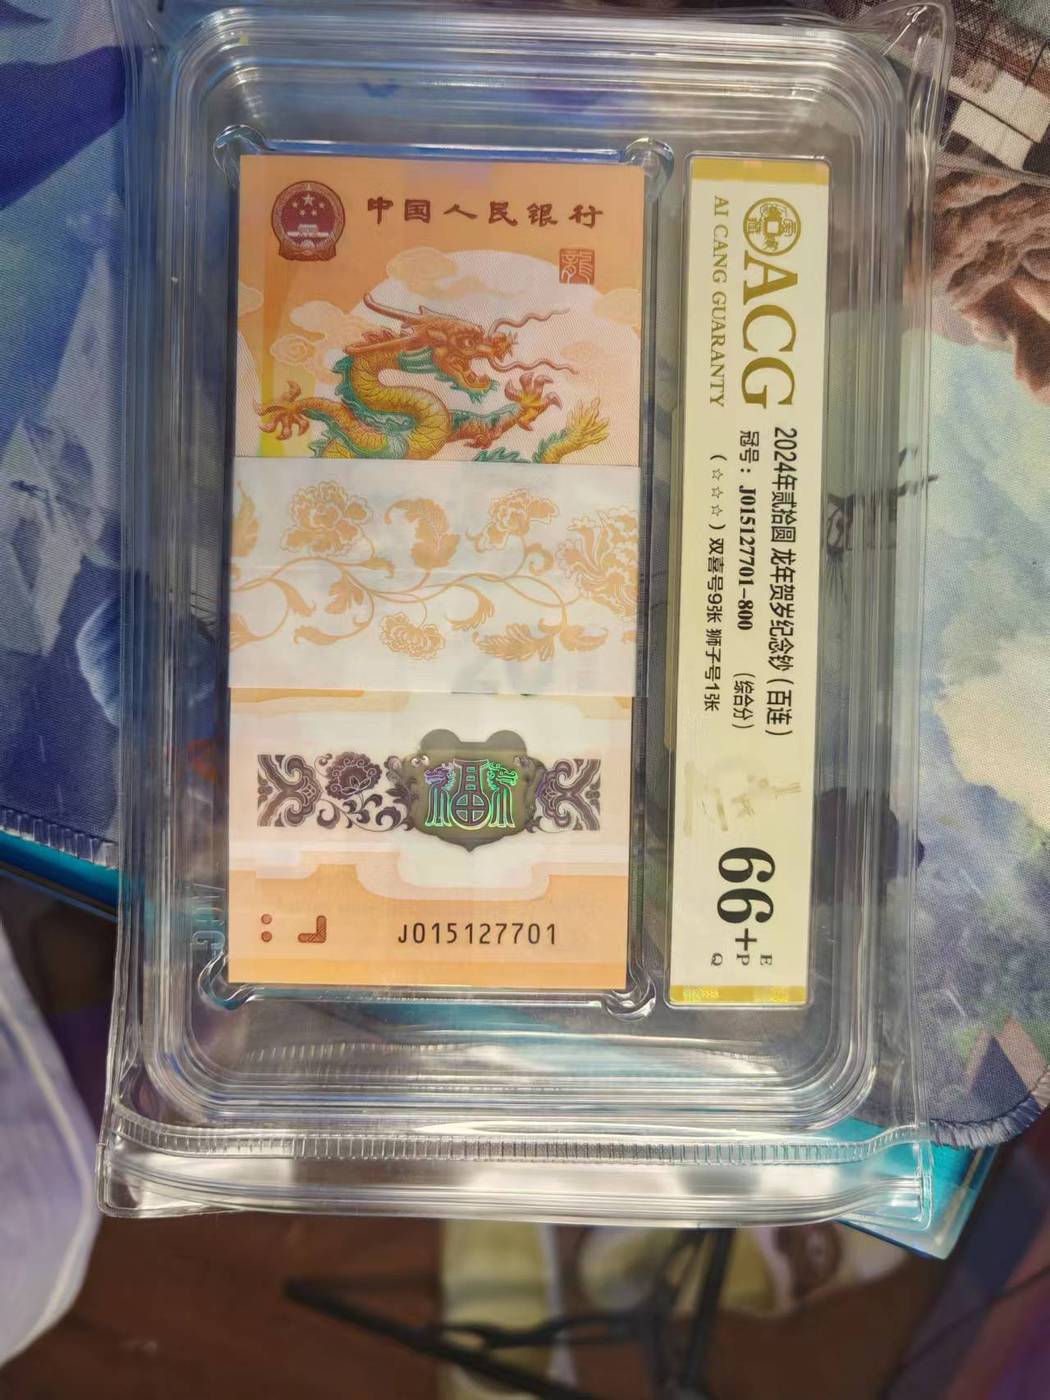 中国人民银行
龍
福
J015127701
ACG
AI CANG GUARANTY
2024年贰拾圆 龙年贺岁纪念钞（百连）
冠号：J015127701-800 （综合分）
（☆☆☆）双喜号9张 狮子号1张
66+
E
P
Q